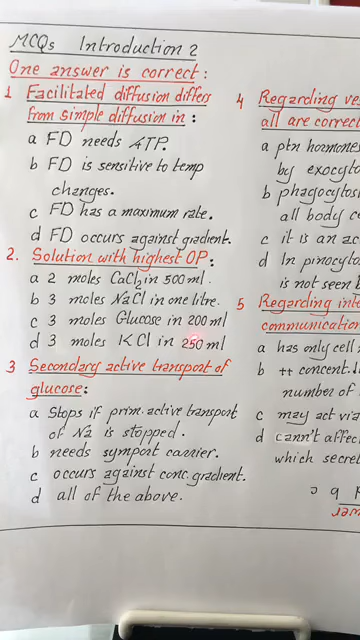 MCQs Introduction 2
One answer is correct:
1 Facilitated diffusion differs
from simple diffusion in:
a FD needs ATP.
b FD is sensitive to temp
changes.
c FD has a maximum rate.
d FD occurs against gradient.
2. Solution with highest OP:
a 2 moles CaCl2 in 500 ml.
b 3 moles NaCl in one litre.
c 3 moles Glucose in 200 ml
d 3 moles KCl in 250 ml
3 Secondary active transport of
glucose:
a Stops if prim. active transport
of Na is stopped.
b needs symport carrier.
c occurs against conc. gradient.
d all of the above.
4 Regarding ve
all are correct
a ptn hormones
by exocyto
b phagocytosi
all body c
c it is an ac
d In pinocyto
is not seen b
5 Regarding inte
communication
a has only cell
b ++ concent.
number of
c may act via
d cann't affec
which secret